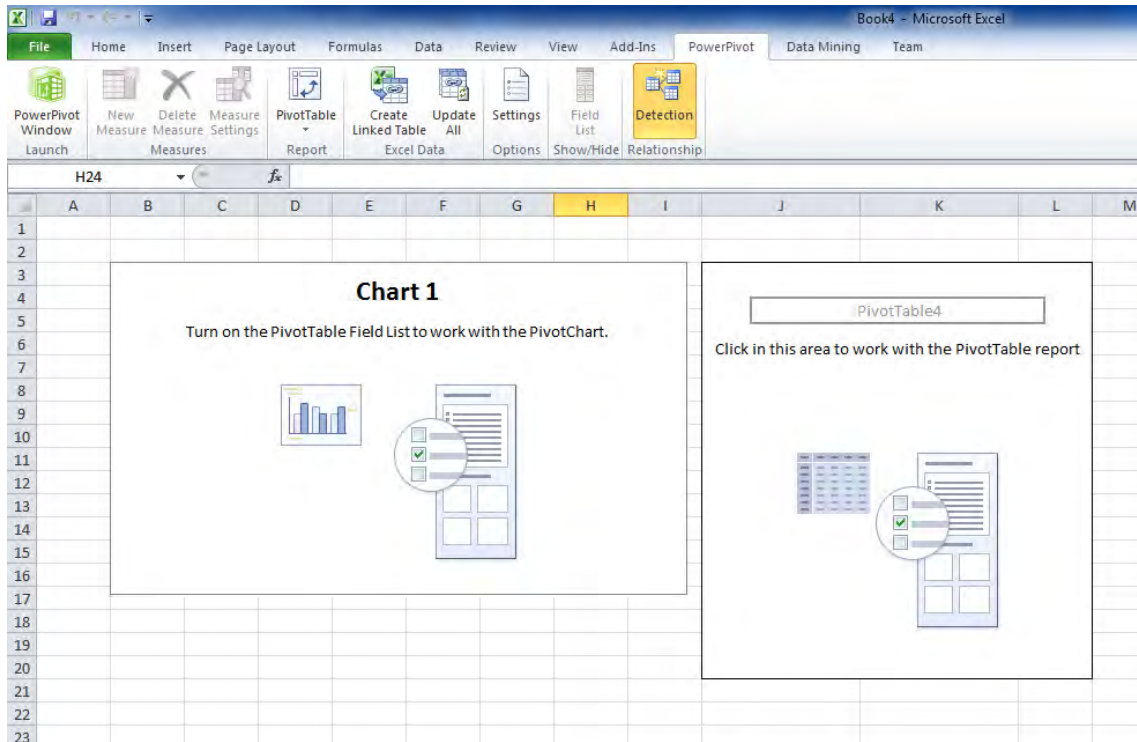 Book4 - Microsoft Excel
File Home Insert Page Layout Formulas Data Review View Add-Ins PowerPivot Data Mining Team
PowerPivot Window New Measure Delete Measure Measure Settings PivotTable Create Linked Table Update All Settings Field List Detection
Launch Measures Report Excel Data Options Show/Hide Relationship
H24 fx
A B C D E F G H I J K L M
1
2
3
Chart 1
4
PivotTable4
5
Turn on the PivotTable Field List to work with the PivotChart.
6
Click in this area to work with the PivotTable report
7
8
9
10
11
12
13
14
15
16
17
18
19
20
21
22
23